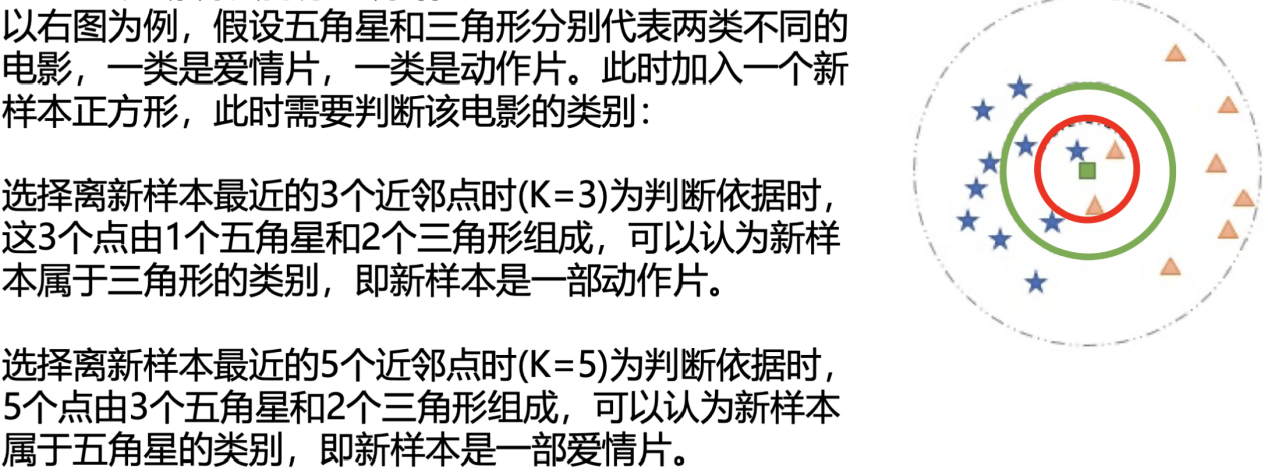 以右图为例，假设五角星和三角形分别代表两类不同的
电影，一类是爱情片，一类是动作片。此时加入一个新
样本正方形，此时需要判断该电影的类别：
选择离新样本最近的3个近邻点时(K=3)为判断依据时，
这3个点由1个五角星和2个三角形组成，可以认为新样
本属于三角形的类别，即新样本是一部动作片。
选择离新样本最近的5个近邻点时(K=5)为判断依据时，
5个点由3个五角星和2个三角形组成，可以认为新样本
属于五角星的类别，即新样本是一部爱情片。